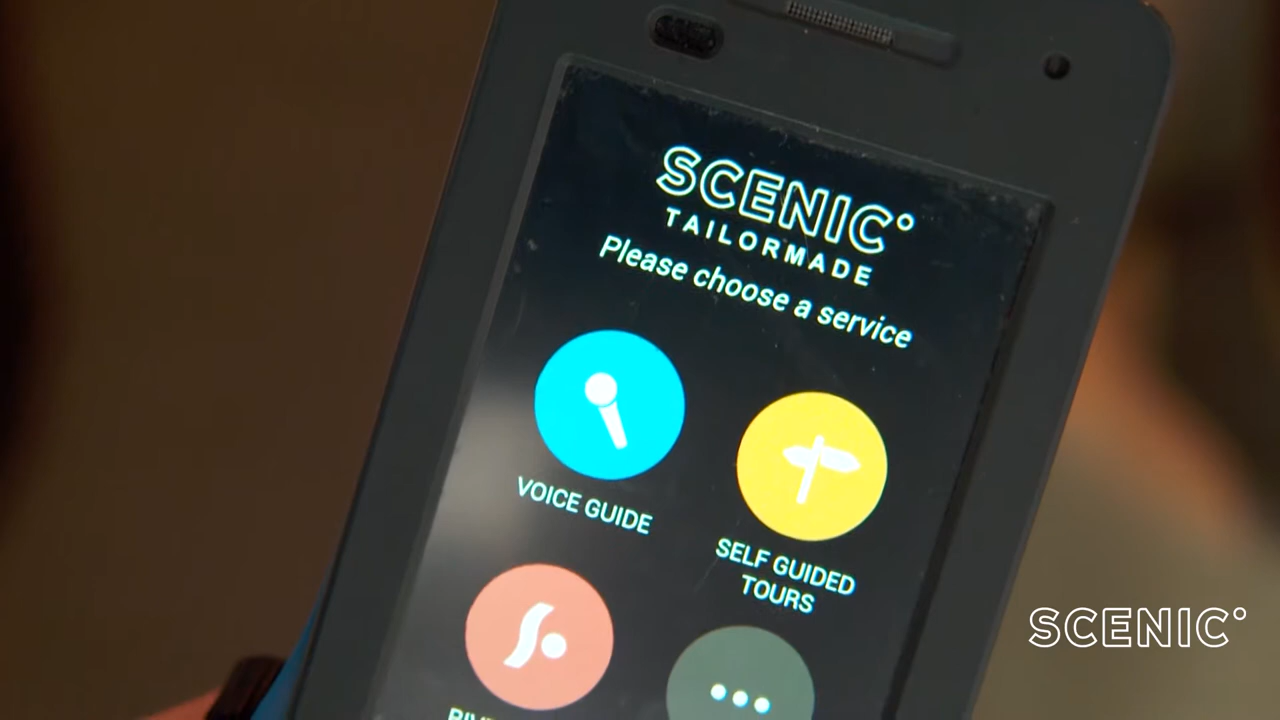 SCENIC°
TAILORMADE
Please choose a service
VOICE GUIDE
SELF GUIDED
TOURS
SCENIC°